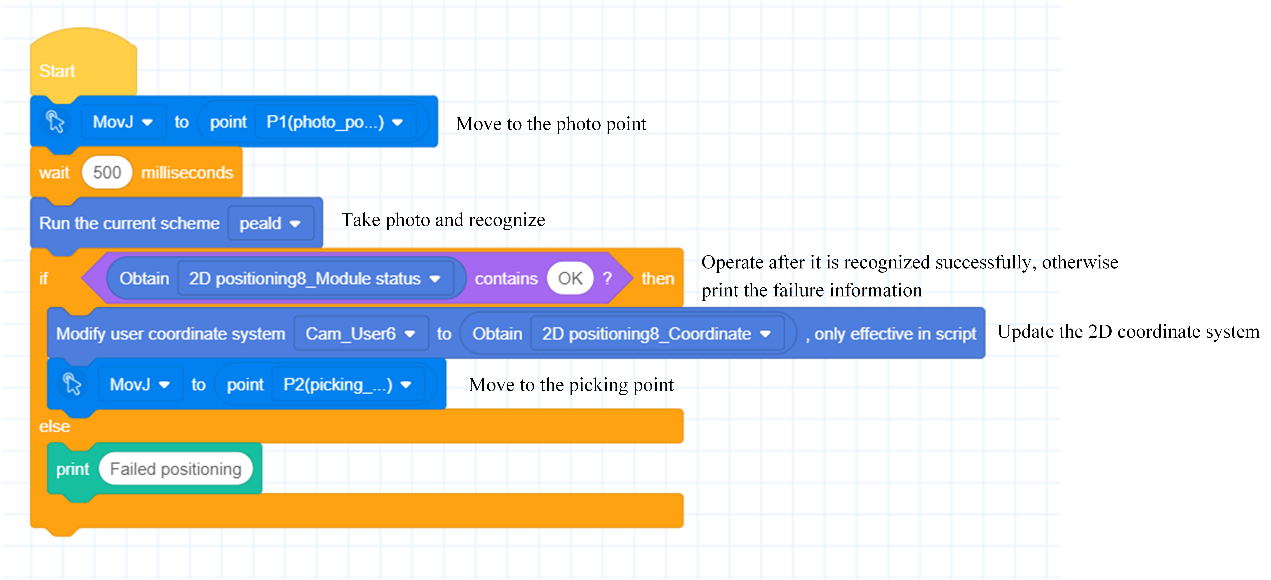 Start
MovJ to point P1(photo_po...) Move to the photo point
wait 500 milliseconds
Run the current scheme peald Take photo and recognize
if Obtain 2D positioning8_Module status contains OK ? then
Operate after it is recognized successfully, otherwise
print the failure information
Modify user coordinate system Cam_User6 to Obtain 2D positioning8_Coordinate , only effective in script Update the 2D coordinate system
MovJ to point P2(picking_...) Move to the picking point
else
print Failed positioning